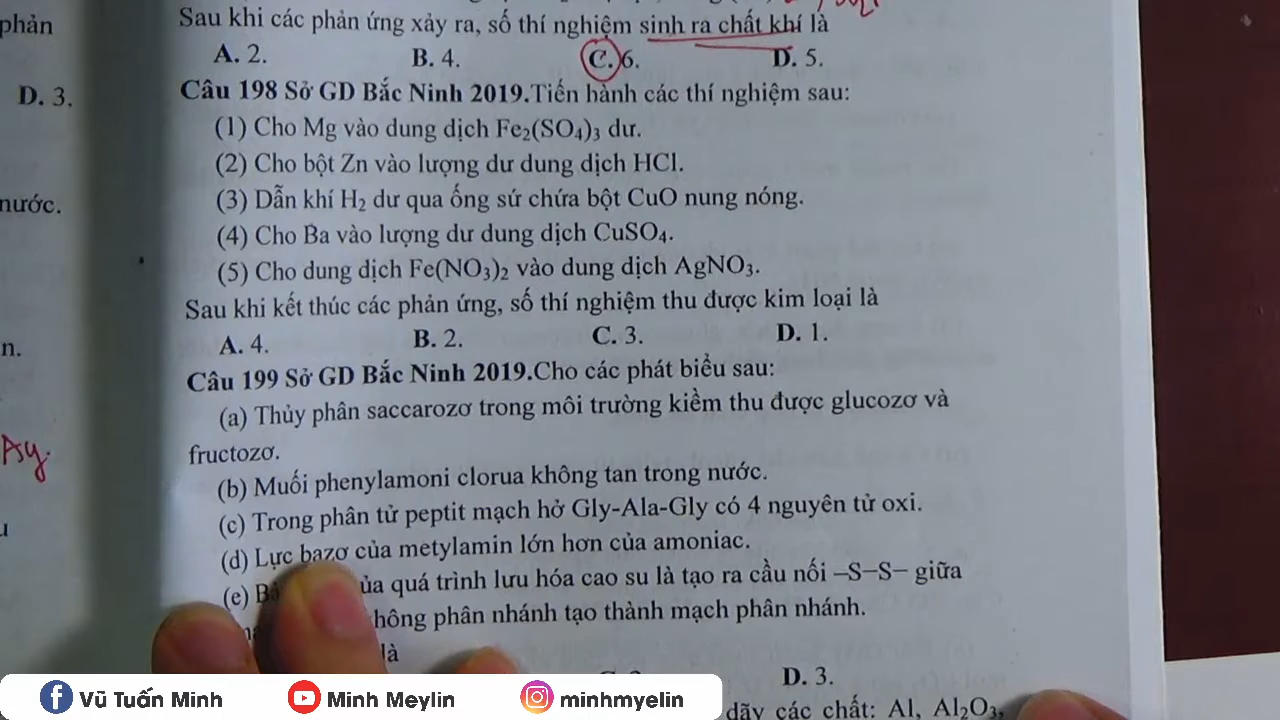 phản
D. 3.
nước.
n.
Ay.
Sau khi các phản ứng xảy ra, số thí nghiệm sinh ra chất khí là
A. 2. B. 4. C. 6. D. 5.
Câu 198 Sở GD Bắc Ninh 2019.Tiến hành các thí nghiệm sau:
(1) Cho Mg vào dung dịch Fe₂(SO₄)₃ dư.
(2) Cho bột Zn vào lượng dư dung dịch HCl.
(3) Dẫn khí H₂ dư qua ống sứ chứa bột CuO nung nóng.
(4) Cho Ba vào lượng dư dung dịch CuSO₄.
(5) Cho dung dịch Fe(NO₃)₂ vào dung dịch AgNO₃.
Sau khi kết thúc các phản ứng, số thí nghiệm thu được kim loại là
A. 4. B. 2. C. 3. D. 1.
Câu 199 Sở GD Bắc Ninh 2019.Cho các phát biểu sau:
(a) Thủy phân saccarozơ trong môi trường kiềm thu được glucozơ và
fructozơ.
(b) Muối phenylamoni clorua không tan trong nước.
(c) Trong phân tử peptit mạch hở Gly-Ala-Gly có 4 nguyên tử oxi.
(d) Lực bazơ của metylamin lớn hơn của amoniac.
(e) quá trình lưu hóa cao su là tạo ra cầu nối –S–S– giữa
không phân nhánh tạo thành mạch phân nhánh.
là
D. 3.
dãy các chất: Al, Al₂O₃,
Vũ Tuấn Minh Minh Meylin minhmyelin